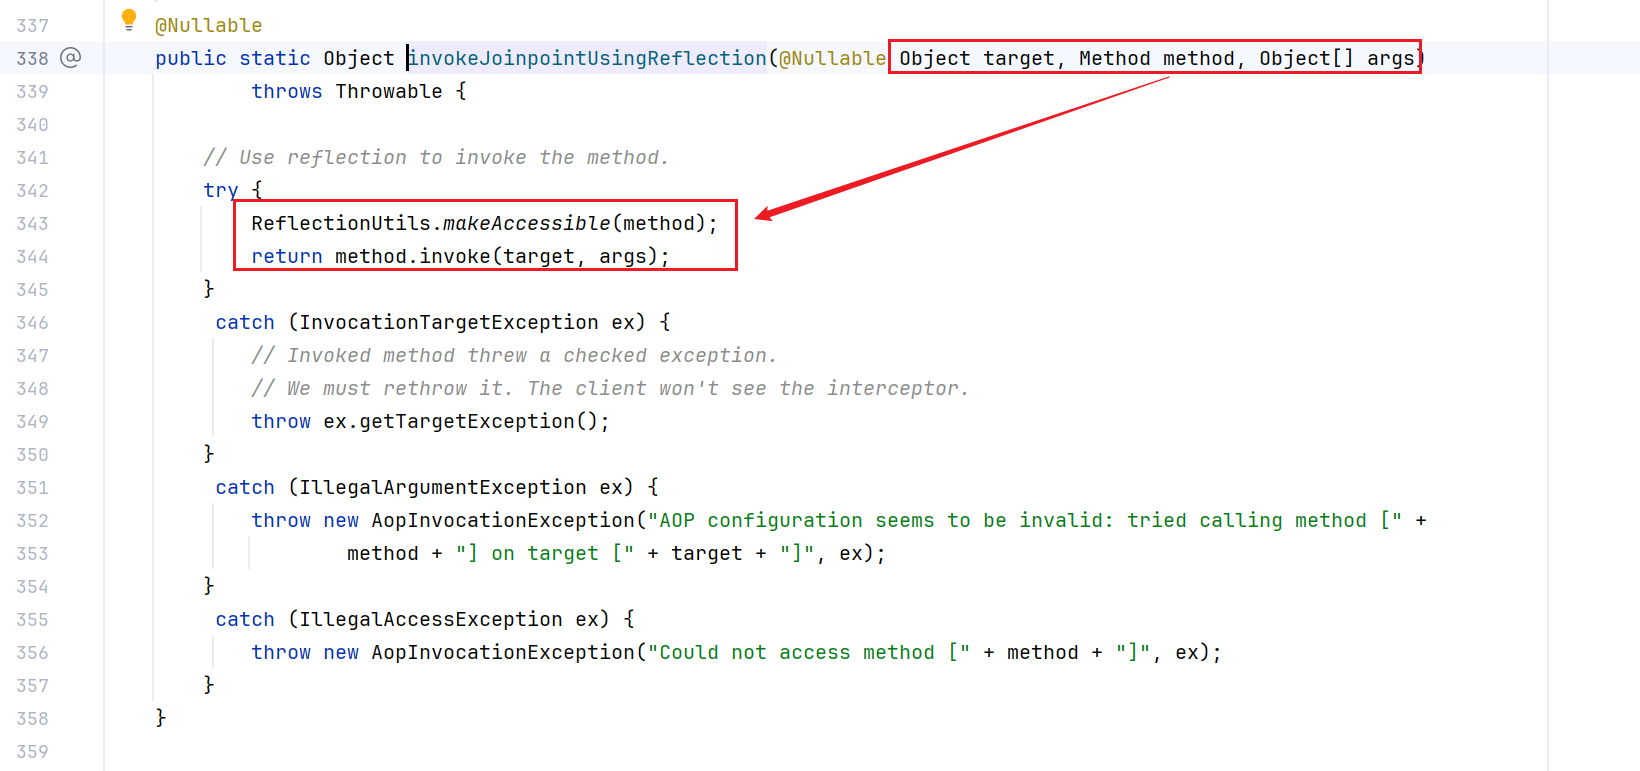 337 @Nullable
338 @ public static Object invokeJoinpointUsingReflection(@Nullable Object target, Method method, Object[] args)
339 throws Throwable {
340
341 // Use reflection to invoke the method.
342 try {
343 ReflectionUtils.makeAccessible(method);
344 return method.invoke(target, args);
345 }
346 catch (InvocationTargetException ex) {
347 // Invoked method threw a checked exception.
348 // We must rethrow it. The client won't see the interceptor.
349 throw ex.getTargetException();
350 }
351 catch (IllegalArgumentException ex) {
352 throw new AopInvocationException("AOP configuration seems to be invalid: tried calling method [" +
353 method + "] on target [" + target + "]", ex);
354 }
355 catch (IllegalAccessException ex) {
356 throw new AopInvocationException("Could not access method [" + method + "]", ex);
357 }
358 }
359